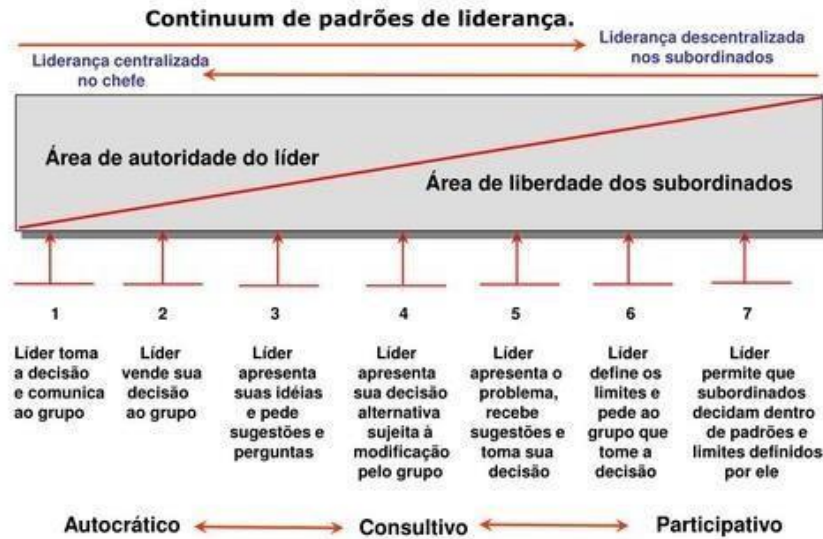 Continuum de padrões de liderança.
Liderança centralizada
no chefe
Liderança descentralizada
nos subordinados
Área de autoridade do líder
Área de liberdade dos subordinados
1
Líder toma
a decisão
e comunica
ao grupo
2
Líder
vende sua
decisão
ao grupo
3
Líder
apresenta
suas idéias
e pede
sugestões e
perguntas
4
Líder
apresenta
sua decisão
alternativa
sujeita à
modificação
pelo grupo
5
Líder
apresenta o
problema,
recebe
sugestões e
toma sua
decisão
6
Líder
define os
limites e
pede ao
grupo que
tome a
decisão
7
Líder
permite que
subordinados
decidam dentro
de padrões e
limites definidos
por ele
Autocrático
Consultivo
Participativo